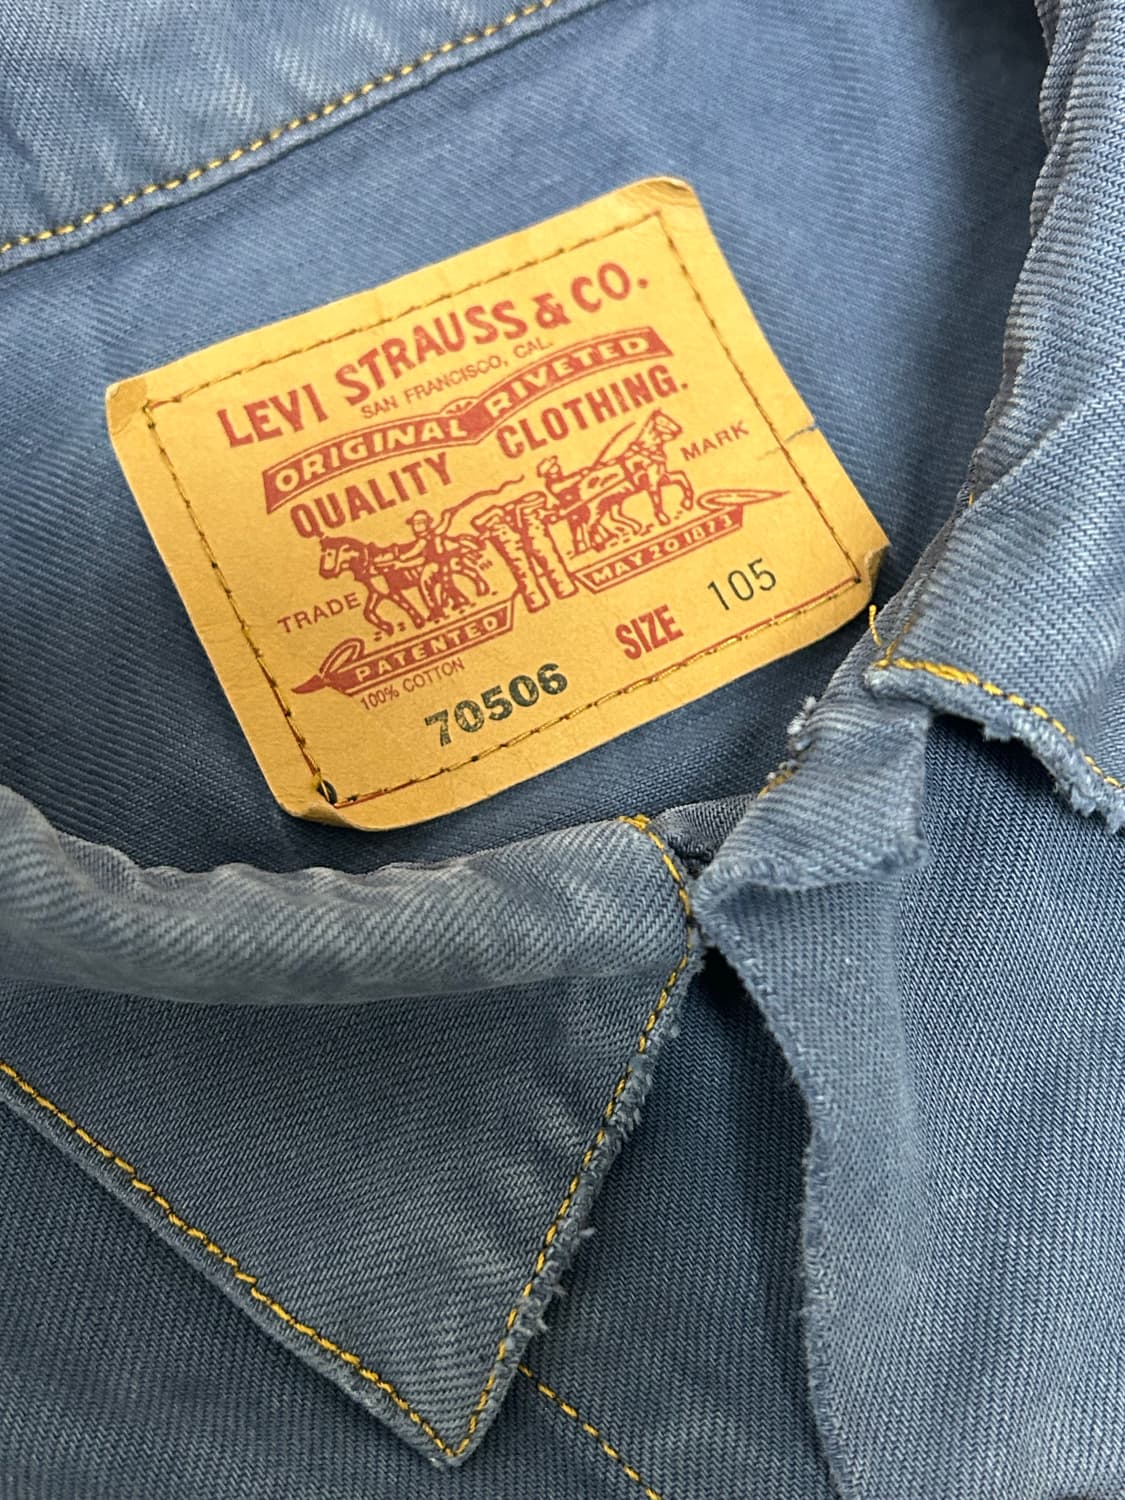 LEVI STRAUSS & CO.
SAN FRANCISCO, CAL.
ORIGINAL RIVETED
QUALITY CLOTHING.
TRADE MARK
PATENTED MAY 20 1873
100% COTTON
70506 SIZE 105